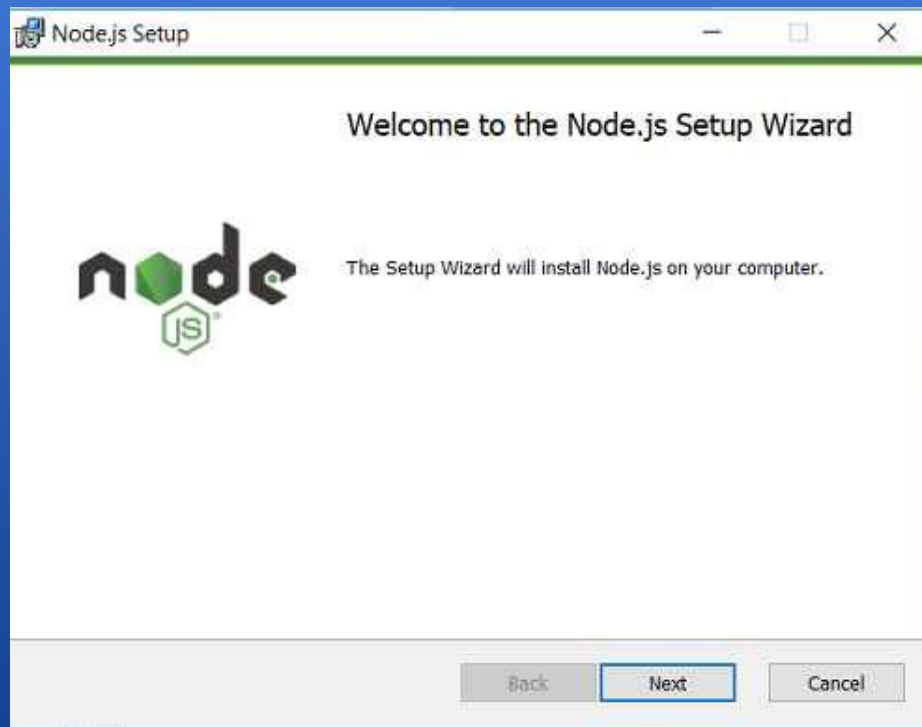 Node.js Setup
Welcome to the Node.js Setup Wizard
node
JS
The Setup Wizard will install Node.js on your computer.
Back
Next
Cancel